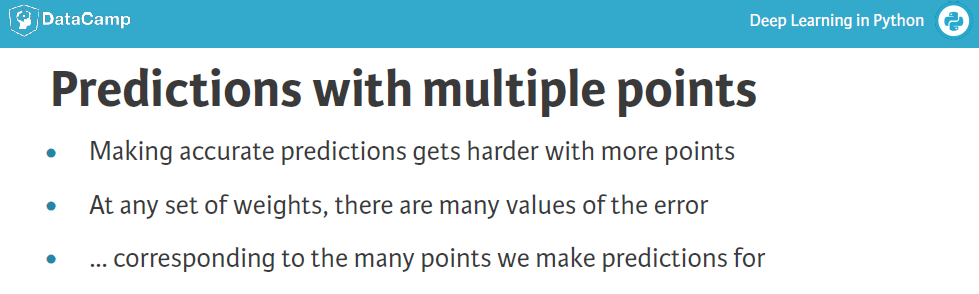 DataCamp
Deep Learning in Python
Predictions with multiple points
• Making accurate predictions gets harder with more points
• At any set of weights, there are many values of the error
• ... corresponding to the many points we make predictions for